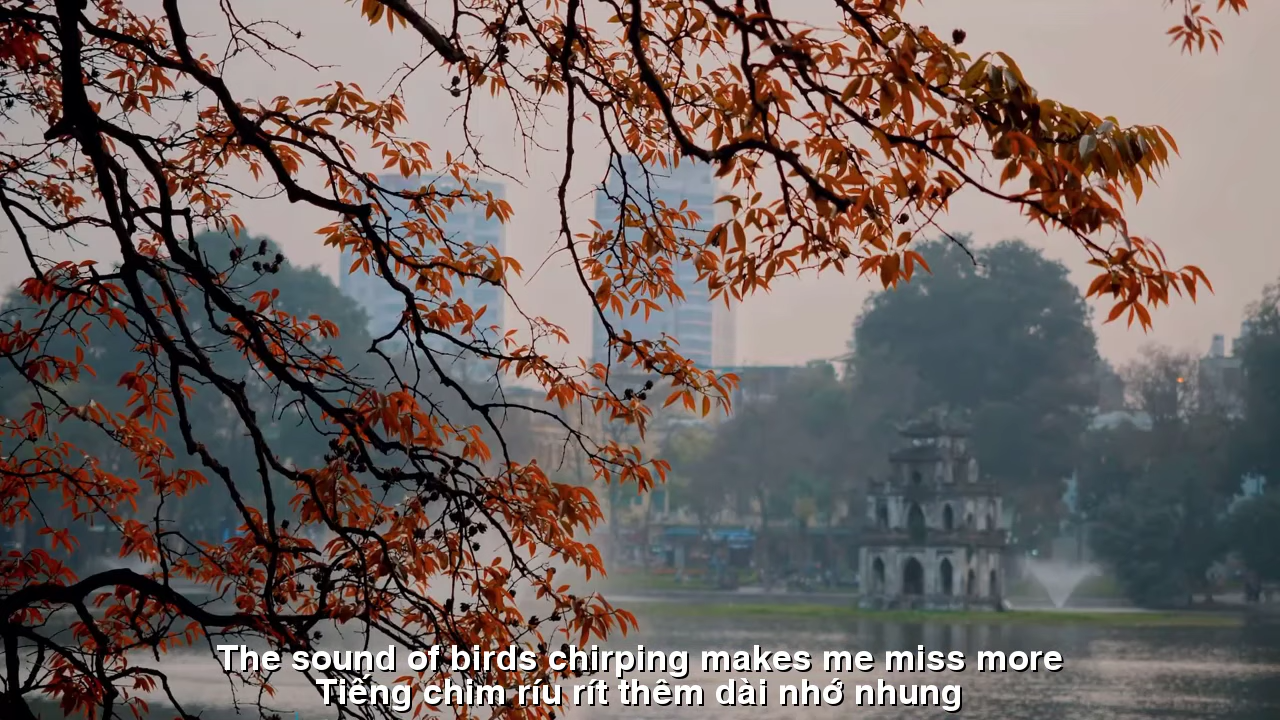 The sound of birds chirping makes me miss more
Tiếng chim ríu rít thêm dài nhớ nhung